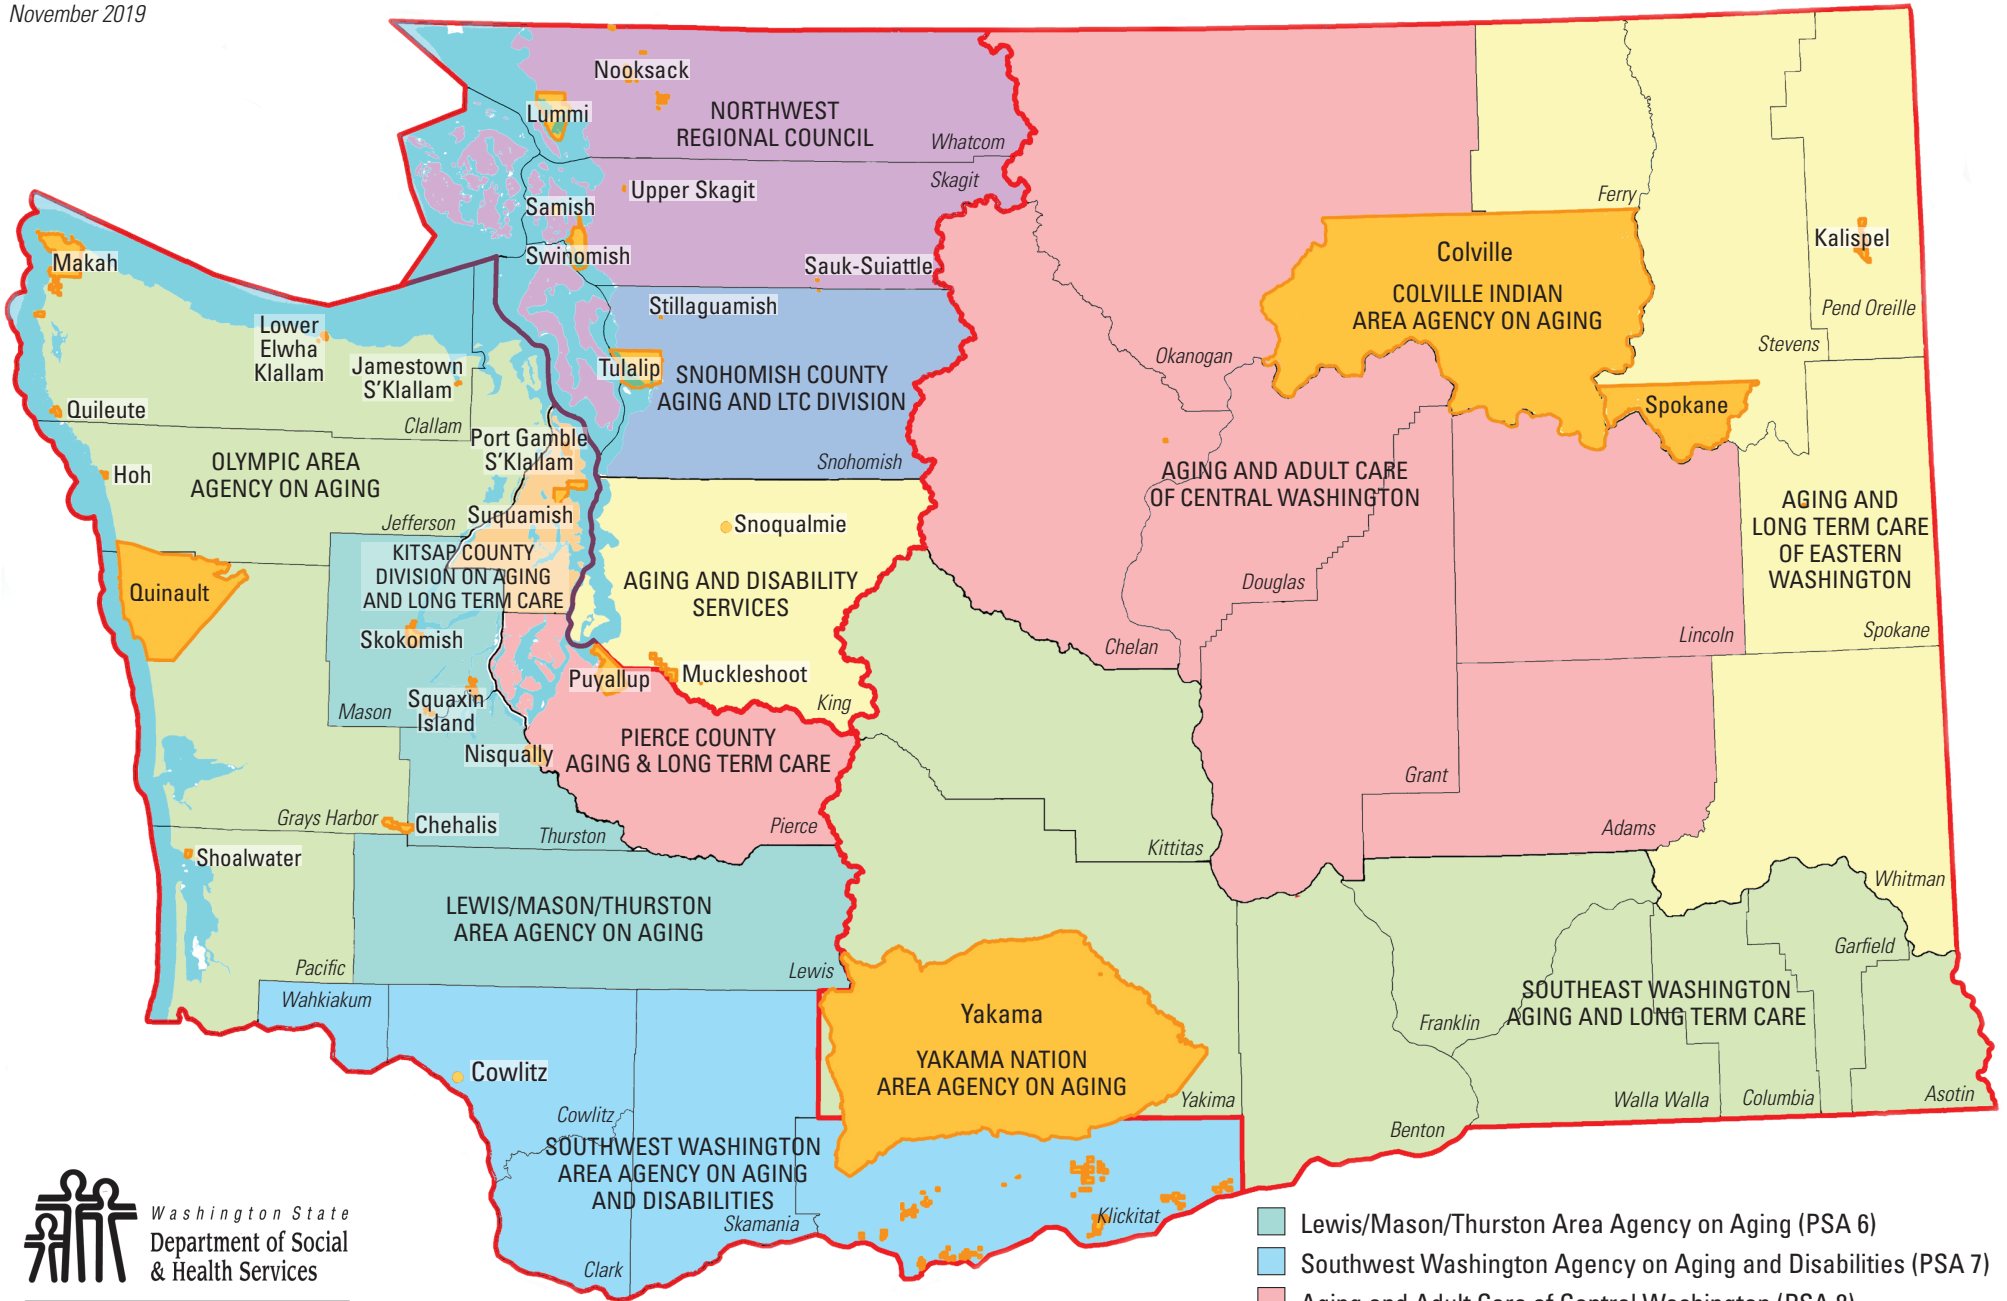 November 2019
Nooksack
Lummi
NORTHWEST
REGIONAL COUNCIL
Whatcom
Skagit
Upper Skagit
Samish
Swinomish
Sauk-Suiattle
Stillaguamish
Tulalip
SNOHOMISH COUNTY
AGING AND LTC DIVISION
Snohomish
Makah
Lower
Elwha
Klallam
Jamestown
S'Klallam
Quileute
Clallam
Hoh
OLYMPIC AREA
AGENCY ON AGING
Jefferson
Port Gamble
S'Klallam
Suquamish
KITSAP COUNTY
DIVISION ON AGING
AND LONG TERM CARE
Quinault
Skokomish
Squaxin
Island
Mason
Nisqually
Grays Harbor
Chehalis
Thurston
Shoalwater
Pacific
Snoqualmie
AGING AND DISABILITY
SERVICES
Muckleshoot
King
Puyallup
PIERCE COUNTY
AGING & LONG TERM CARE
Pierce
LEWIS/MASON/THURSTON
AREA AGENCY ON AGING
Lewis
Wahkiakum
Cowlitz
Cowlitz
SOUTHWEST WASHINGTON
AREA AGENCY ON AGING
AND DISABILITIES
Skamania
Clark
Klickitat
Ferry
Colville
COLVILLE INDIAN
AREA AGENCY ON AGING
Okanogan
Kalispel
Pend Oreille
Stevens
Spokane
AGING AND ADULT CARE
OF CENTRAL WASHINGTON
Douglas
Chelan
Lincoln
Grant
Adams
Kittitas
AGING AND
LONG TERM CARE
OF EASTERN
WASHINGTON
Spokane
Whitman
Garfield
SOUTHEAST WASHINGTON
AGING AND LONG TERM CARE
Franklin
Walla Walla
Columbia
Asotin
Benton
Yakama
YAKAMA NATION
AREA AGENCY ON AGING
Yakima
Washington State
Department of Social
& Health Services
Lewis/Mason/Thurston Area Agency on Aging (PSA 6)
Southwest Washington Agency on Aging and Disabilities (PSA 7)
Aging and Adult Care of Central Washington (PSA 8)